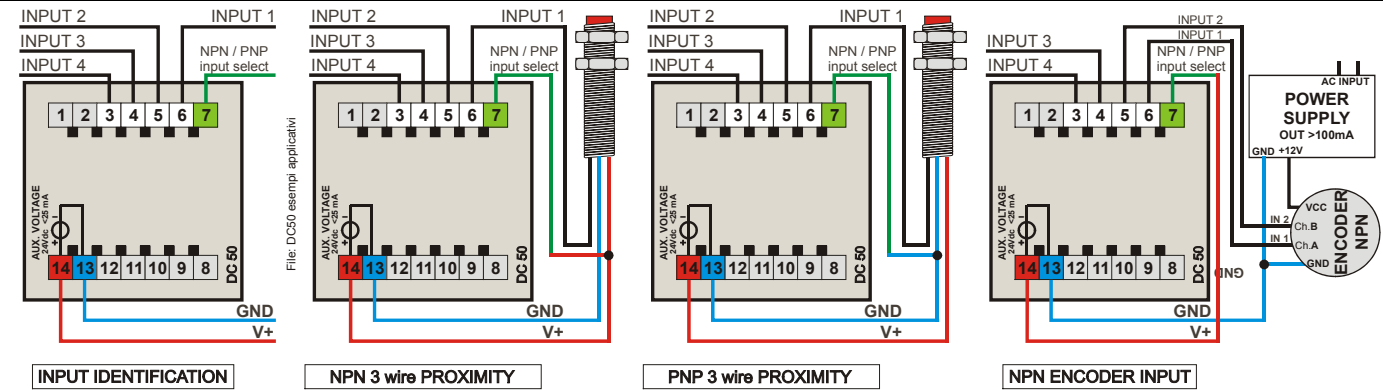 INPUT 2
INPUT 1
INPUT 3
NPN / PNP
INPUT 4
input select
1 2 3 4 5 6 7
AUX. VOLTAGE
24Vdc <25 mA
- +
DC 50
14 13 12 11 10 9 8
GND
V+
INPUT IDENTIFICATION
File: DC50 esempi applicativi
INPUT 2
INPUT 1
INPUT 3
NPN / PNP
INPUT 4
input select
1 2 3 4 5 6 7
AUX. VOLTAGE
24Vdc <25 mA
- +
DC 50
14 13 12 11 10 9 8
GND
V+
NPN 3 wire PROXIMITY
INPUT 2
INPUT 1
INPUT 3
NPN / PNP
INPUT 4
input select
1 2 3 4 5 6 7
AUX. VOLTAGE
24Vdc <25 mA
- +
DC 50
14 13 12 11 10 9 8
GND
V+
PNP 3 wire PROXIMITY
INPUT 2
INPUT 1
INPUT 3
NPN / PNP
INPUT 4
input select
1 2 3 4 5 6 7
AUX. VOLTAGE
24Vdc <25 mA
- +
DC 50
14 13 12 11 10 9 8
GND
GND
V+
AC INPUT
POWER
SUPPLY
OUT >100mA
GND +12V
VCC
IN 2
Ch.B
IN 1
Ch.A
GND
ENCODER
NPN
NPN ENCODER INPUT